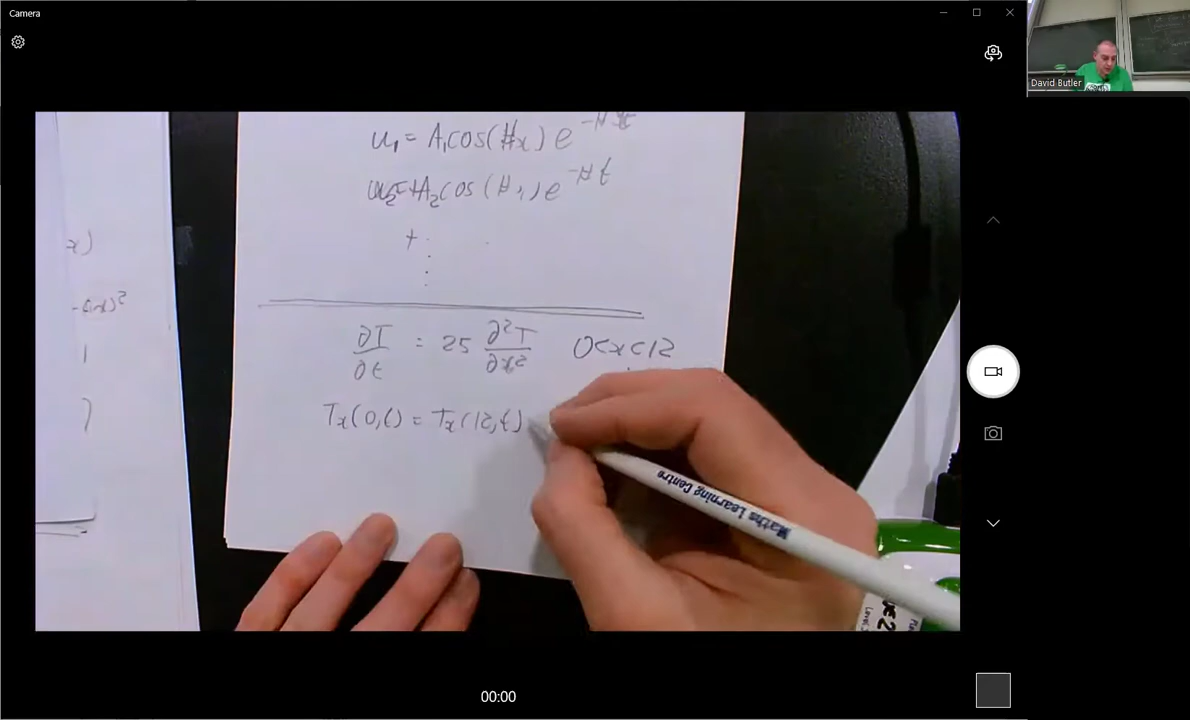 Camera
David Butler
u₁ = A₁cos(#x) e^-#t
u₂ = +A₂cos(#x) e^-#t
+ ⋮
x)
1
∂T/∂t = 25 ∂²T/∂x² 0<x<12
Tₓ(0,t) = Tₓ(12,t)
Maths Learning Centre
00:00